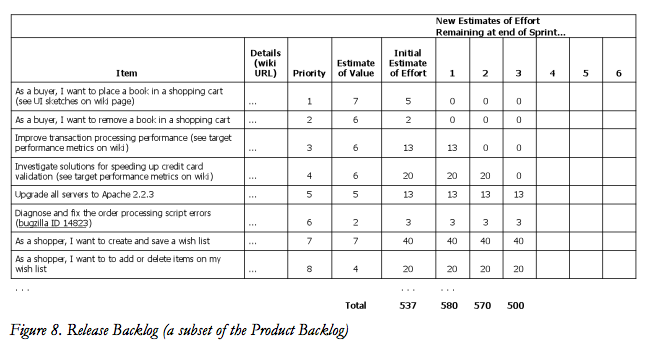 New Estimates of Effort
Remaining at end of Sprint...
Item Details (wiki URL) Priority Estimate of Value Initial Estimate of Effort 1 2 3 4 5 6
As a buyer, I want to place a book in a shopping cart (see UI sketches on wiki page) ... 1 7 5 0 0 0
As a buyer, I want to remove a book in a shopping cart ... 2 6 2 0 0 0
Improve transaction processing performance (see target performance metrics on wiki) ... 3 6 13 13 0 0
Investigate solutions for speeding up credit card validation (see target performance metrics on wiki) ... 4 6 20 20 20 0
Upgrade all servers to Apache 2.2.3 ... 5 5 13 13 13 13
Diagnose and fix the order processing script errors (bugzilla ID 14823) ... 6 2 3 3 3 3
As a shopper, I want to create and save a wish list ... 7 7 40 40 40 40
As a shopper, I want to to add or delete items on my wish list ... 8 4 20 20 20 20
. . . . . . . . .
Total 537 580 570 500
Figure 8. Release Backlog (a subset of the Product Backlog)